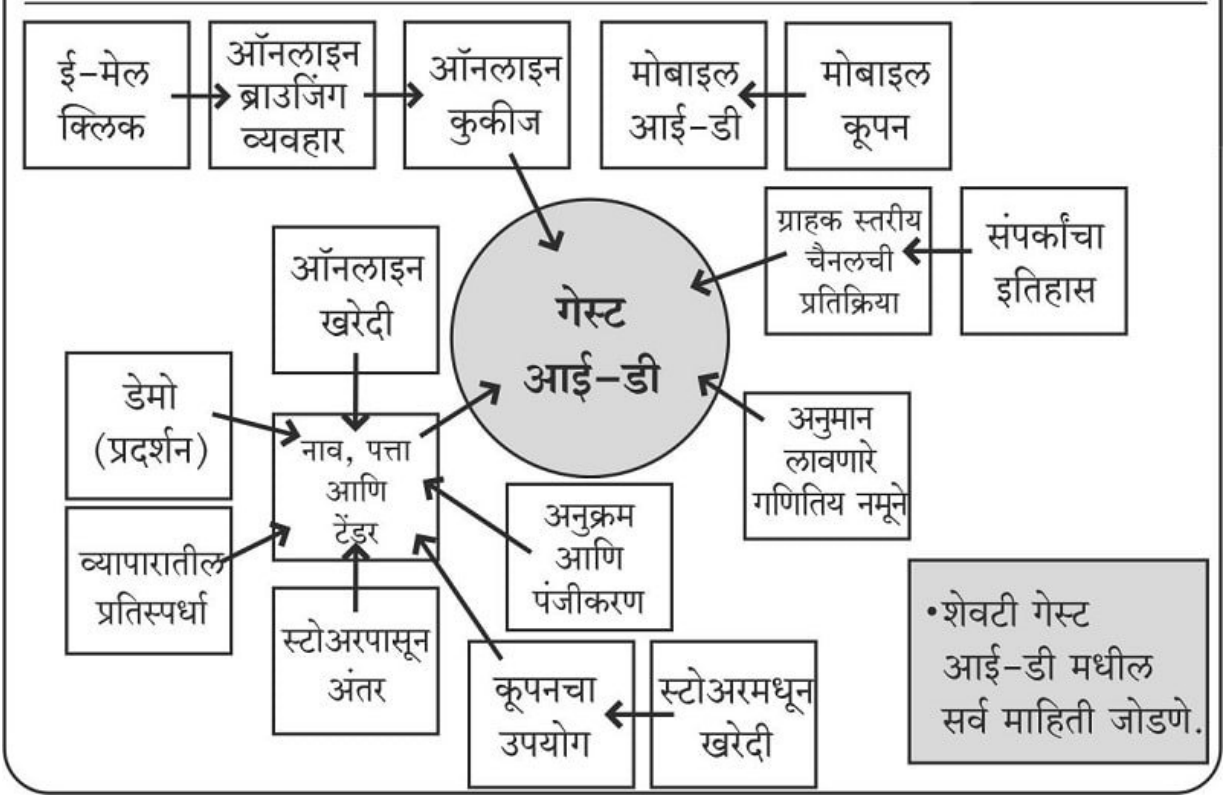 ई-मेल
क्लिक
ऑनलाइन
ब्राउजिंग
व्यवहार
ऑनलाइन
कुकीज
मोबाइल
आई-डी
मोबाइल
कूपन
ग्राहक स्तरीय
चैनलची
प्रतिक्रिया
संपर्कांचा
इतिहास
ऑनलाइन
खरेदी
गेस्ट
आई-डी
डेमो
(प्रदर्शन)
नाव, पत्ता
आणि
टेंडर
अनुमान
लावणारे
गणितिय नमूने
व्यापारातील
प्रतिस्पर्धा
अनुक्रम
आणि
पंजीकरण
स्टोअरपासून
अंतर
कूपनचा
उपयोग
स्टोअरमधून
खरेदी
•शेवटी गेस्ट
आई-डी मधील
सर्व माहिती जोडणे.